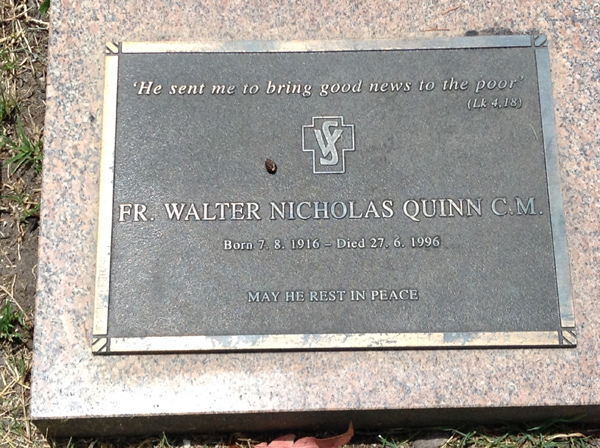 'He sent me to bring good news to the poor'
(Lk 4,18)
SV
FR. WALTER NICHOLAS QUINN C.M.
Born 7. 8. 1916 – Died 27. 6. 1996
MAY HE REST IN PEACE